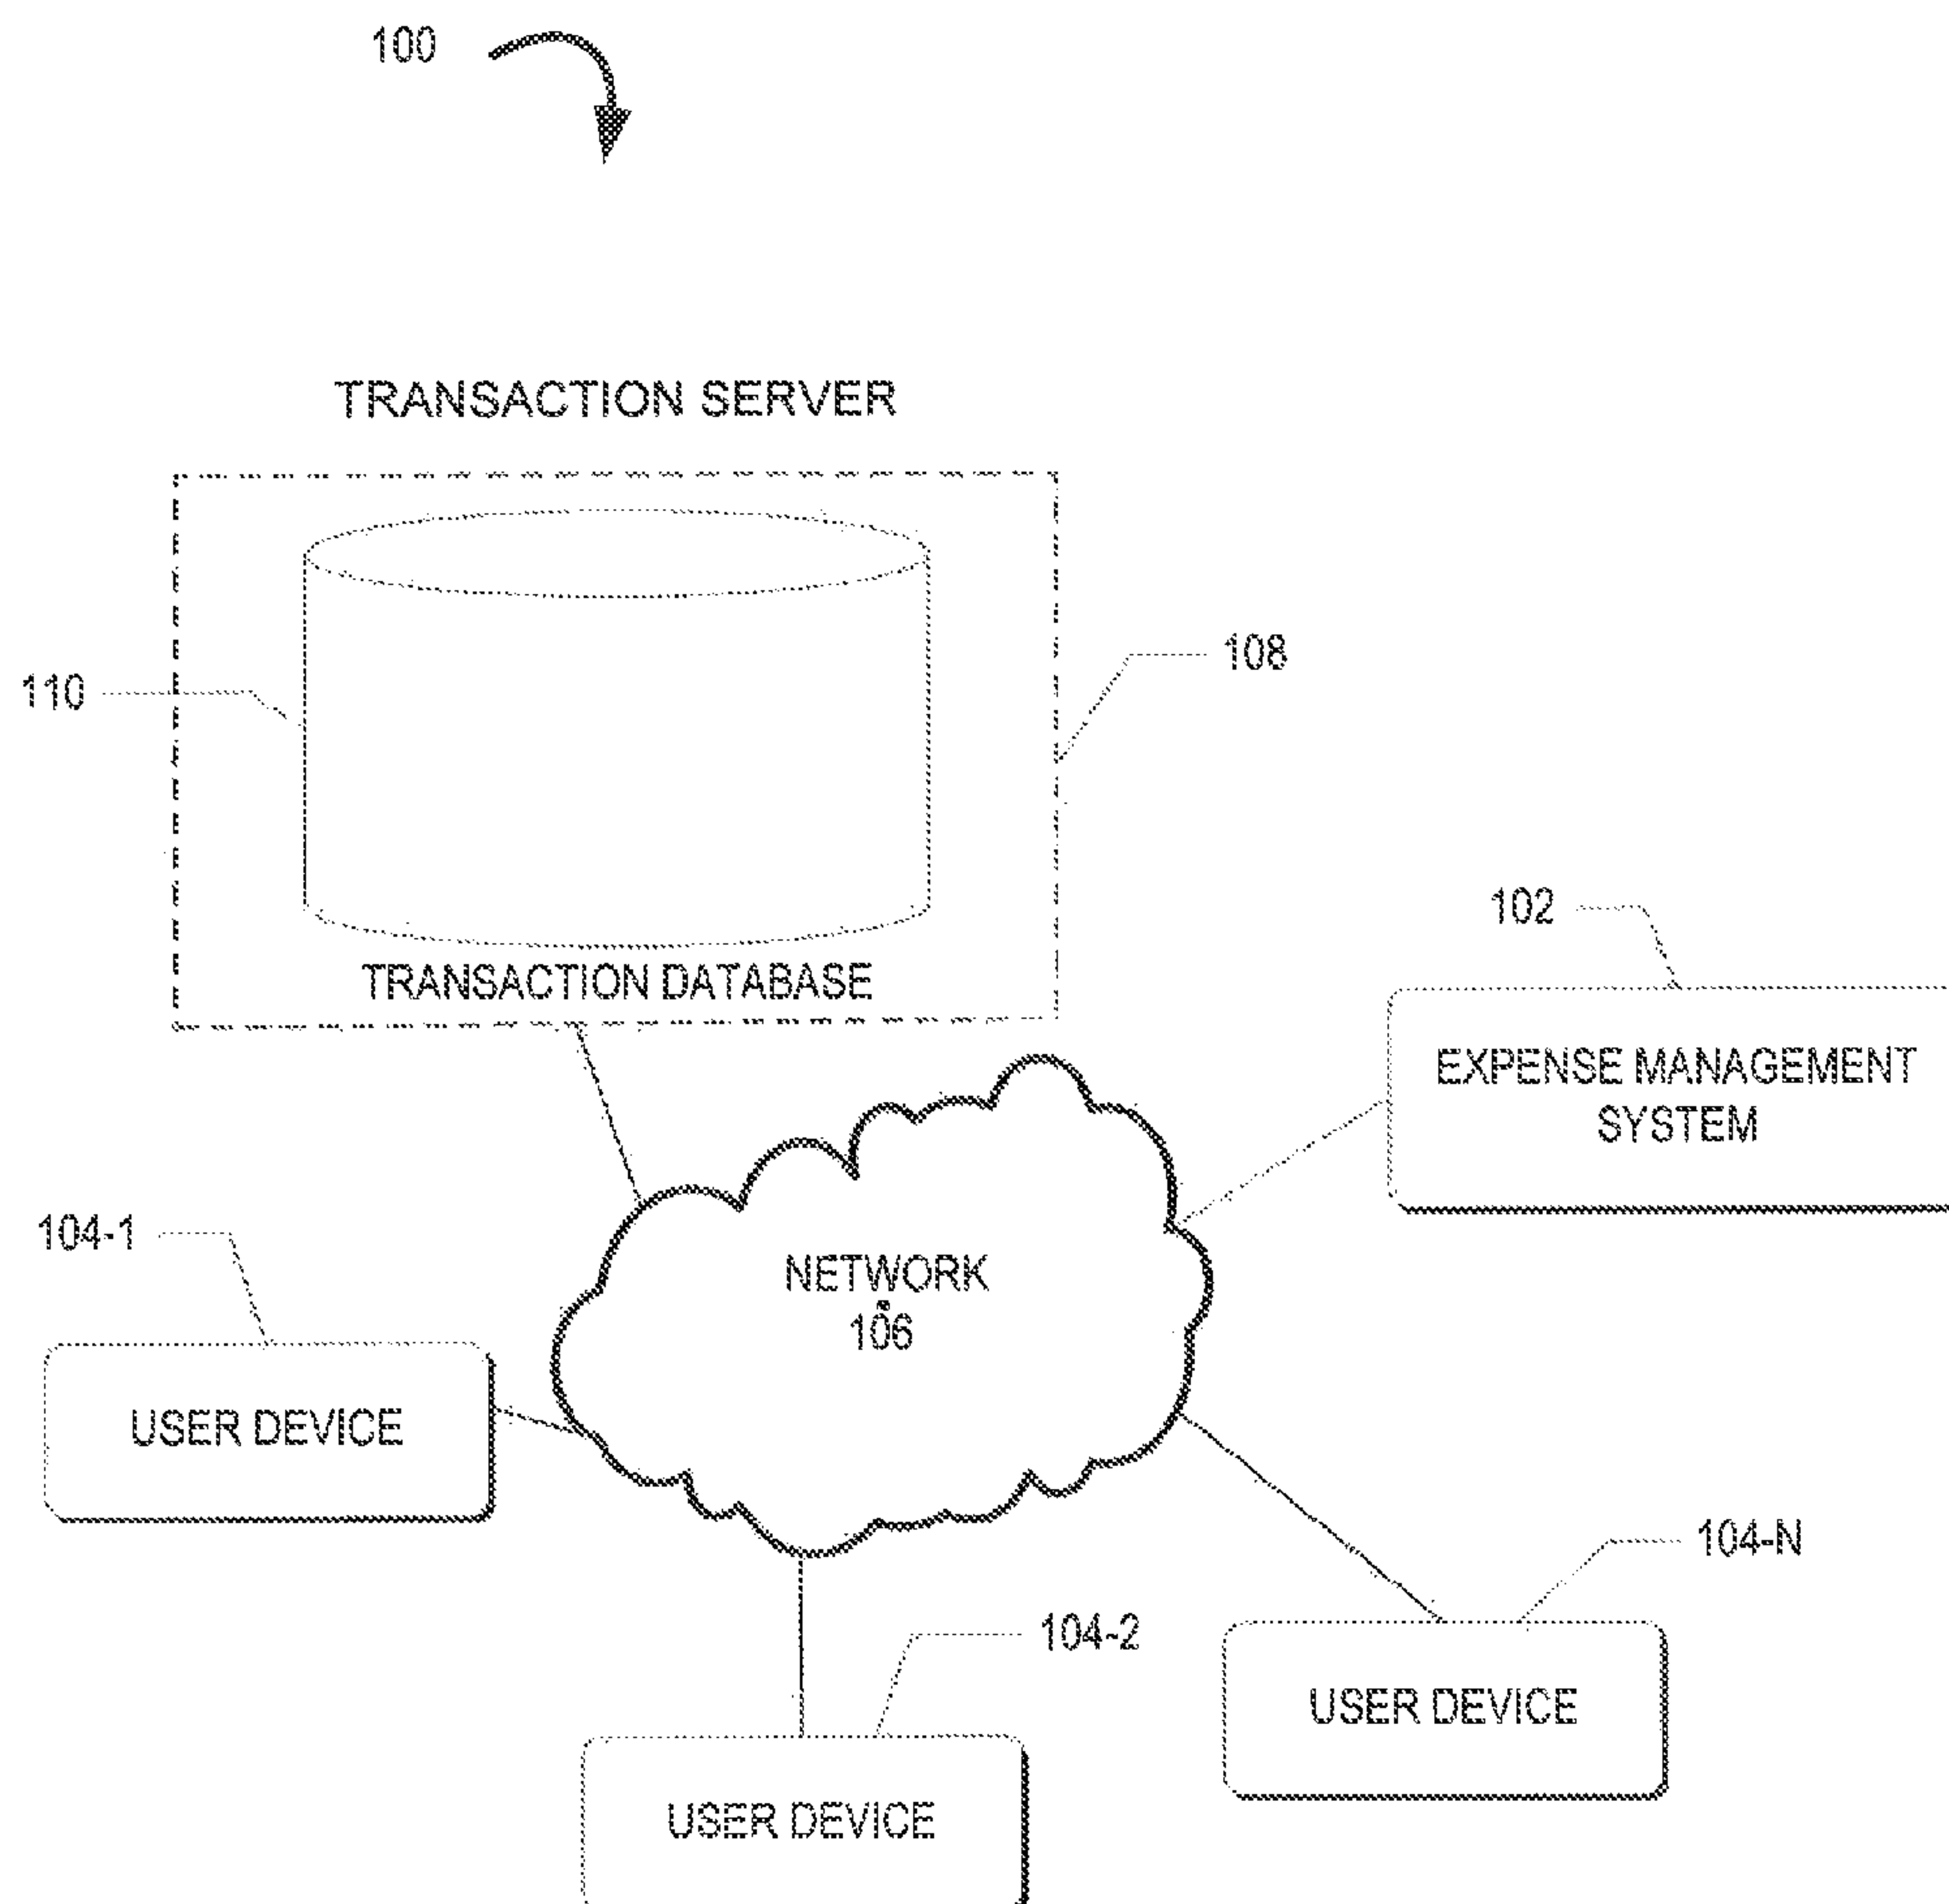 100
TRANSACTION SERVER
110
108
TRANSACTION DATABASE
102
EXPENSE MANAGEMENT
SYSTEM
104-1
NETWORK
106
USER DEVICE
104-N
104-2
USER DEVICE
USER DEVICE